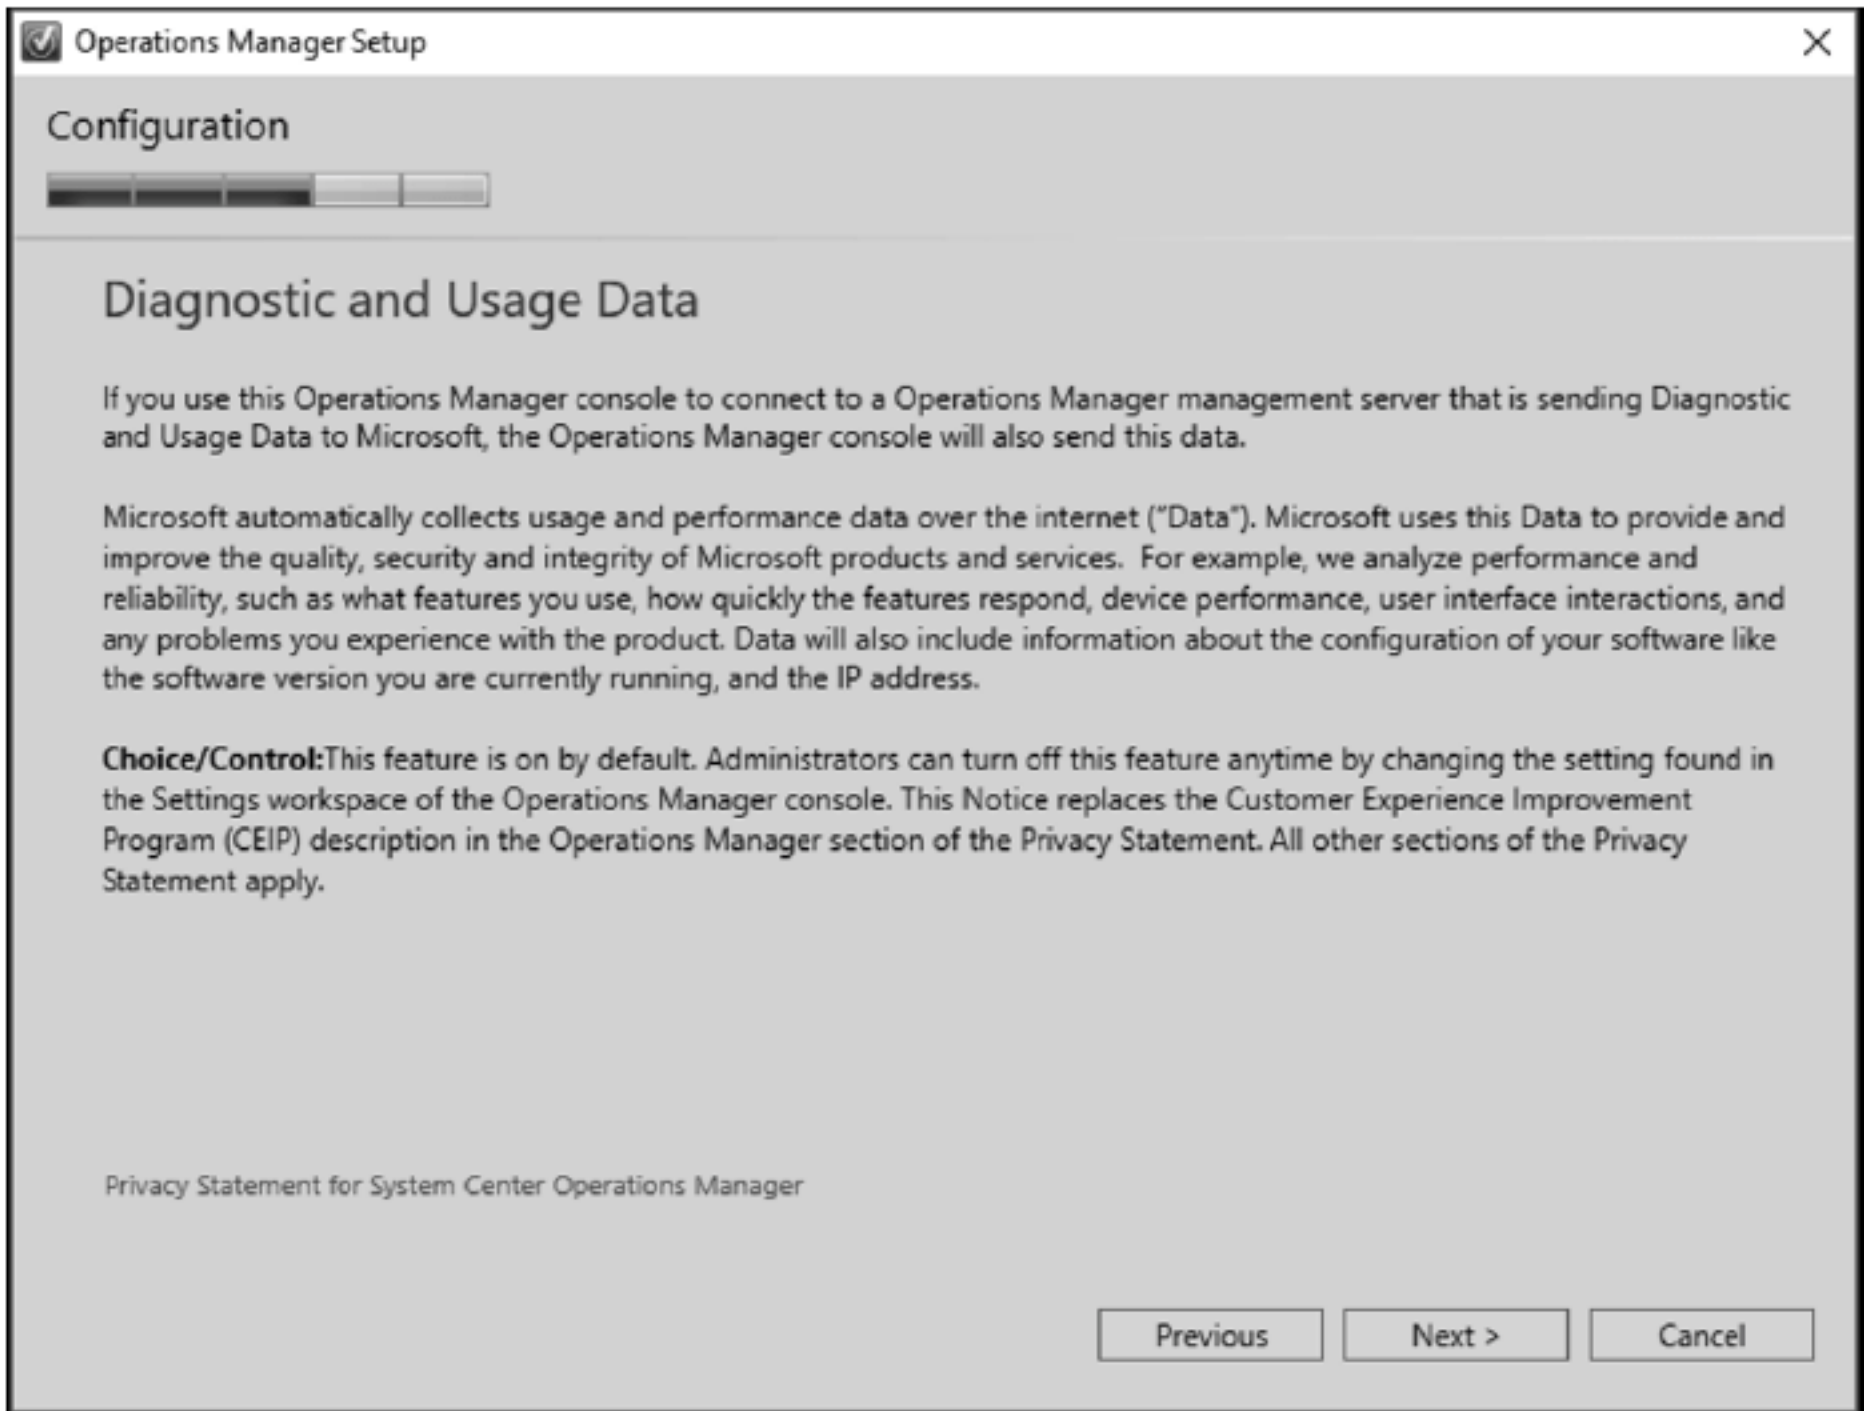 Operations Manager Setup
Configuration
Diagnostic and Usage Data
If you use this Operations Manager console to connect to a Operations Manager management server that is sending Diagnostic
and Usage Data to Microsoft, the Operations Manager console will also send this data.
Microsoft automatically collects usage and performance data over the internet ("Data"). Microsoft uses this Data to provide and
improve the quality, security and integrity of Microsoft products and services.  For example, we analyze performance and
reliability, such as what features you use, how quickly the features respond, device performance, user interface interactions, and
any problems you experience with the product. Data will also include information about the configuration of your software like
the software version you are currently running, and the IP address.
Choice/Control:This feature is on by default. Administrators can turn off this feature anytime by changing the setting found in
the Settings workspace of the Operations Manager console. This Notice replaces the Customer Experience Improvement
Program (CEIP) description in the Operations Manager section of the Privacy Statement. All other sections of the Privacy
Statement apply.
Privacy Statement for System Center Operations Manager
Previous
Next >
Cancel